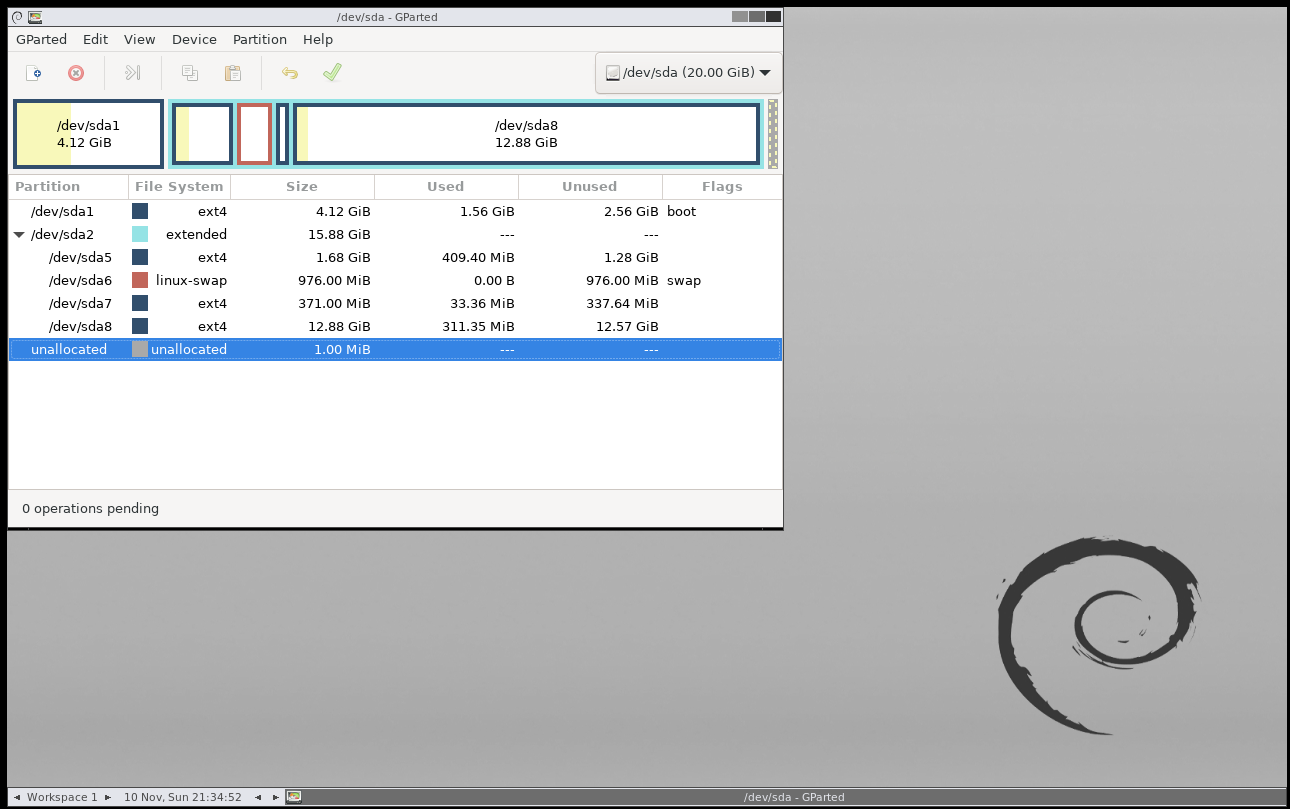 /dev/sda - GParted
GParted Edit View Device Partition Help
/dev/sda (20.00 GiB)
/dev/sda1
4.12 GiB
/dev/sda8
12.88 GiB
Partition File System Size Used Unused Flags
/dev/sda1 ext4 4.12 GiB 1.56 GiB 2.56 GiB boot
/dev/sda2 extended 15.88 GiB --- ---
/dev/sda5 ext4 1.68 GiB 409.40 MiB 1.28 GiB
/dev/sda6 linux-swap 976.00 MiB 0.00 B 976.00 MiB swap
/dev/sda7 ext4 371.00 MiB 33.36 MiB 337.64 MiB
/dev/sda8 ext4 12.88 GiB 311.35 MiB 12.57 GiB
unallocated unallocated 1.00 MiB --- ---
0 operations pending
Workspace 1 10 Nov, Sun 21:34:52 /dev/sda - GParted